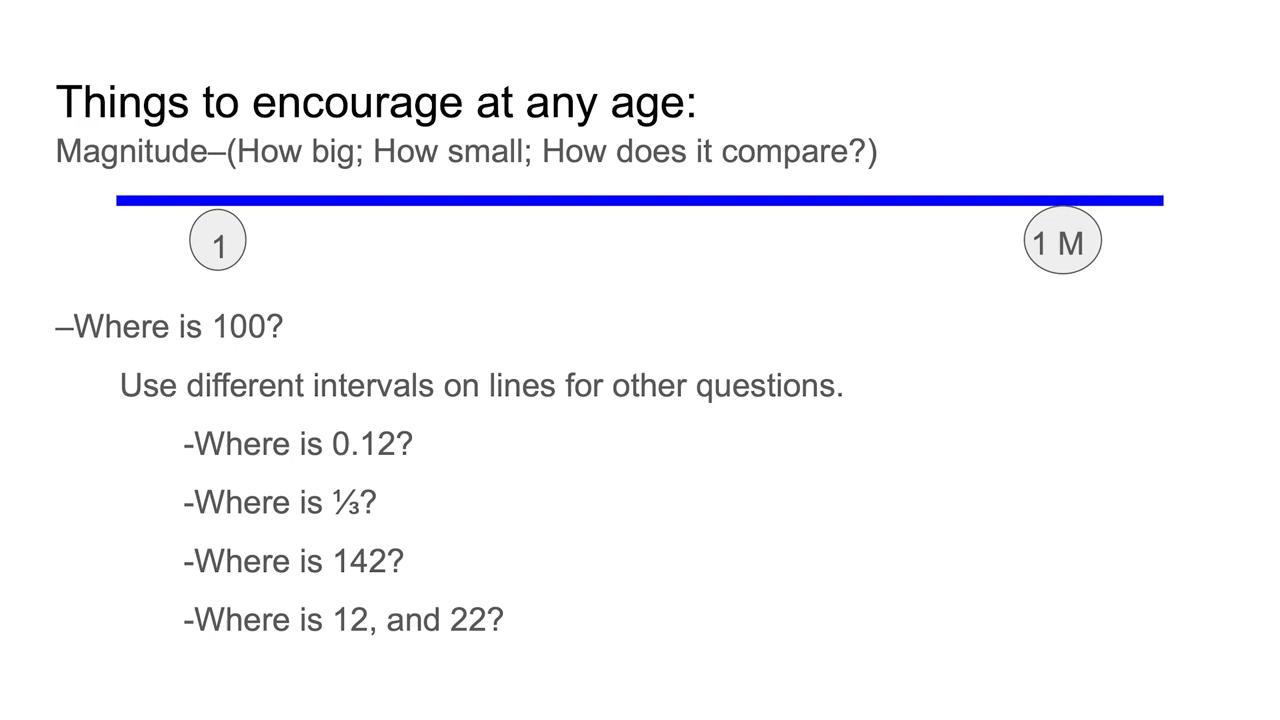 Things to encourage at any age:
Magnitude–(How big; How small; How does it compare?)
1
1 M
–Where is 100?
Use different intervals on lines for other questions.
-Where is 0.12?
-Where is ⅓?
-Where is 142?
-Where is 12, and 22?